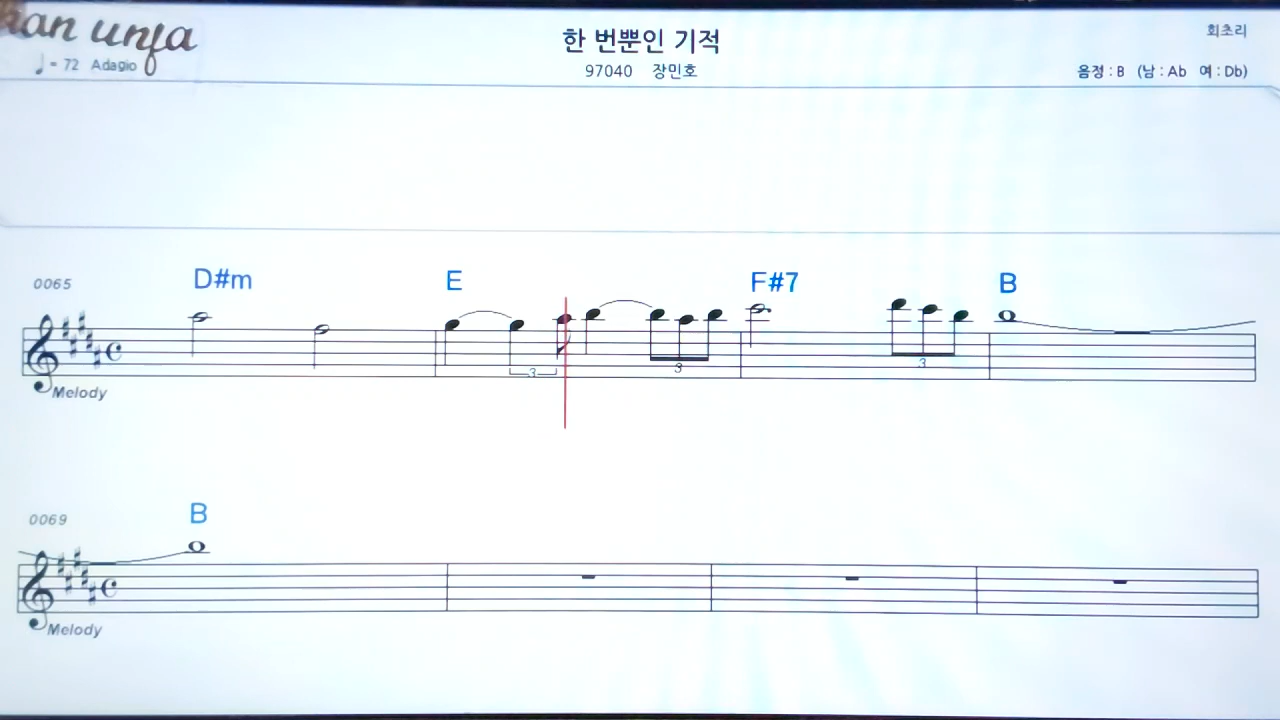 an unfa
♩= 72 Adagio
한 번뿐인 기적
97040 장민호
회초리
음정 : B (남 : Ab 여 : Db)
0065
D#m E F#7 B
3 3 3
Melody
0069
B
Melody